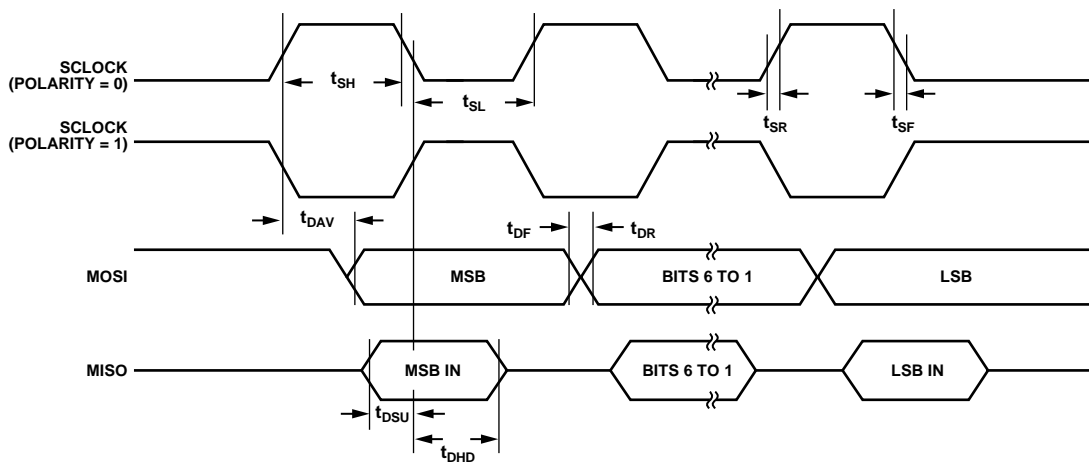 SCLOCK
(POLARITY = 0)
tSH
tSL
tSR
tSF
SCLOCK
(POLARITY = 1)
tDAV
tDF
tDR
MOSI
MSB
BITS 6 TO 1
LSB
MISO
MSB IN
BITS 6 TO 1
LSB IN
tDSU
tDHD